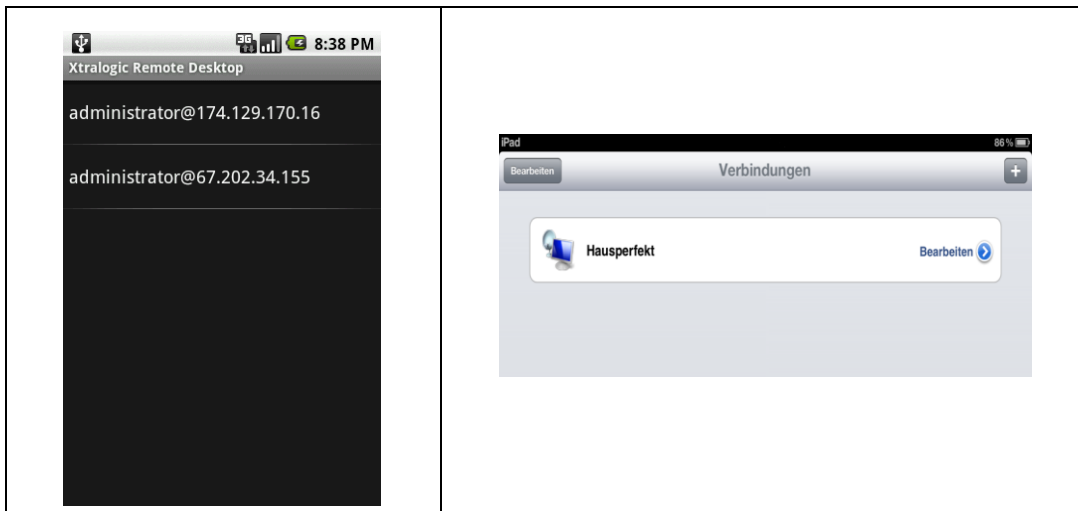 3G 8:38 PM
Xtralogic Remote Desktop
administrator@174.129.170.16
administrator@67.202.34.155
iPad 86 %
Bearbeiten Verbindungen +
Hausperfekt Bearbeiten